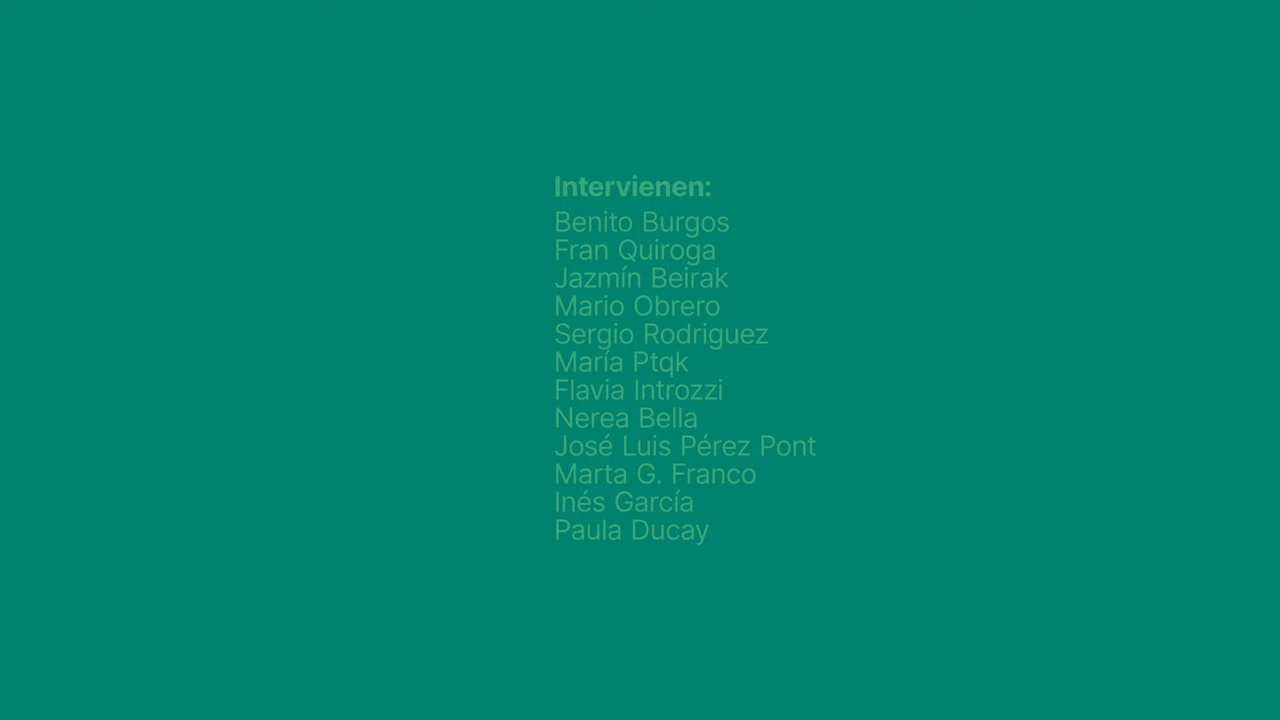 Intervienen:
Benito Burgos
Fran Quiroga
Jazmín Beirak
Mario Obrero
Sergio Rodriguez
María Ptqk
Flavia Introzzi
Nerea Bella
José Luis Pérez Pont
Marta G. Franco
Inés García
Paula Ducay